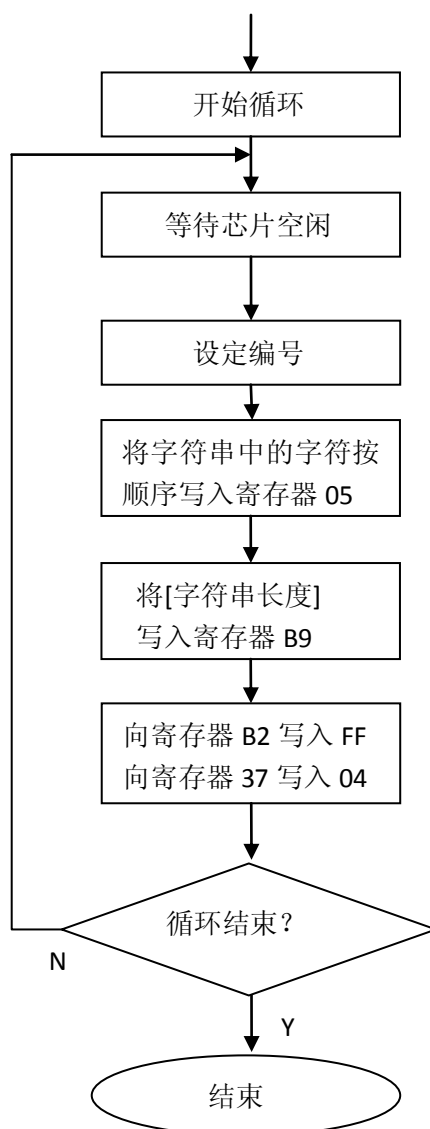 开始循环
等待芯片空闲
设定编号
将字符串中的字符按
顺序写入寄存器 05
将[字符串长度]
写入寄存器 B9
向寄存器 B2 写入 FF
向寄存器 37 写入 04
循环结束?
N
Y
结束